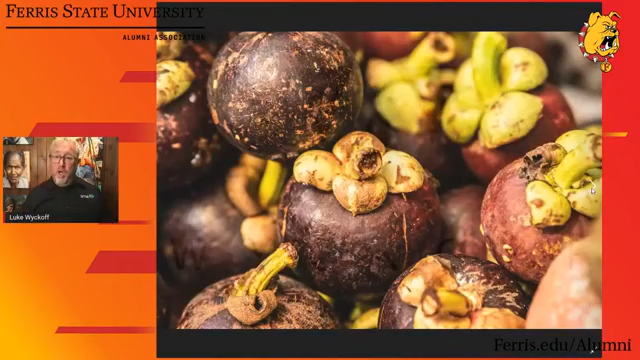 FERRIS STATE UNIVERSITY
ALUMNI ASSOCIATION
Luke Wyckoff
Ferris.edu/Alumni